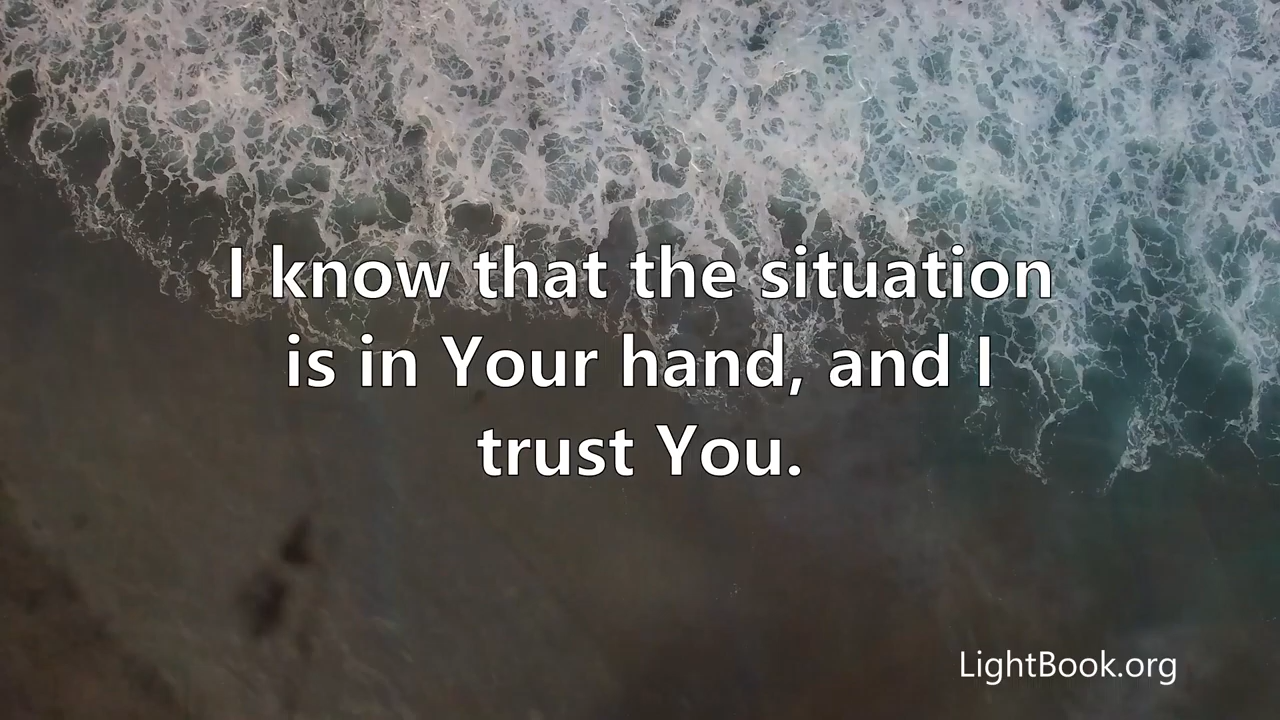 I know that the situation
is in Your hand, and I
trust You.
LightBook.org